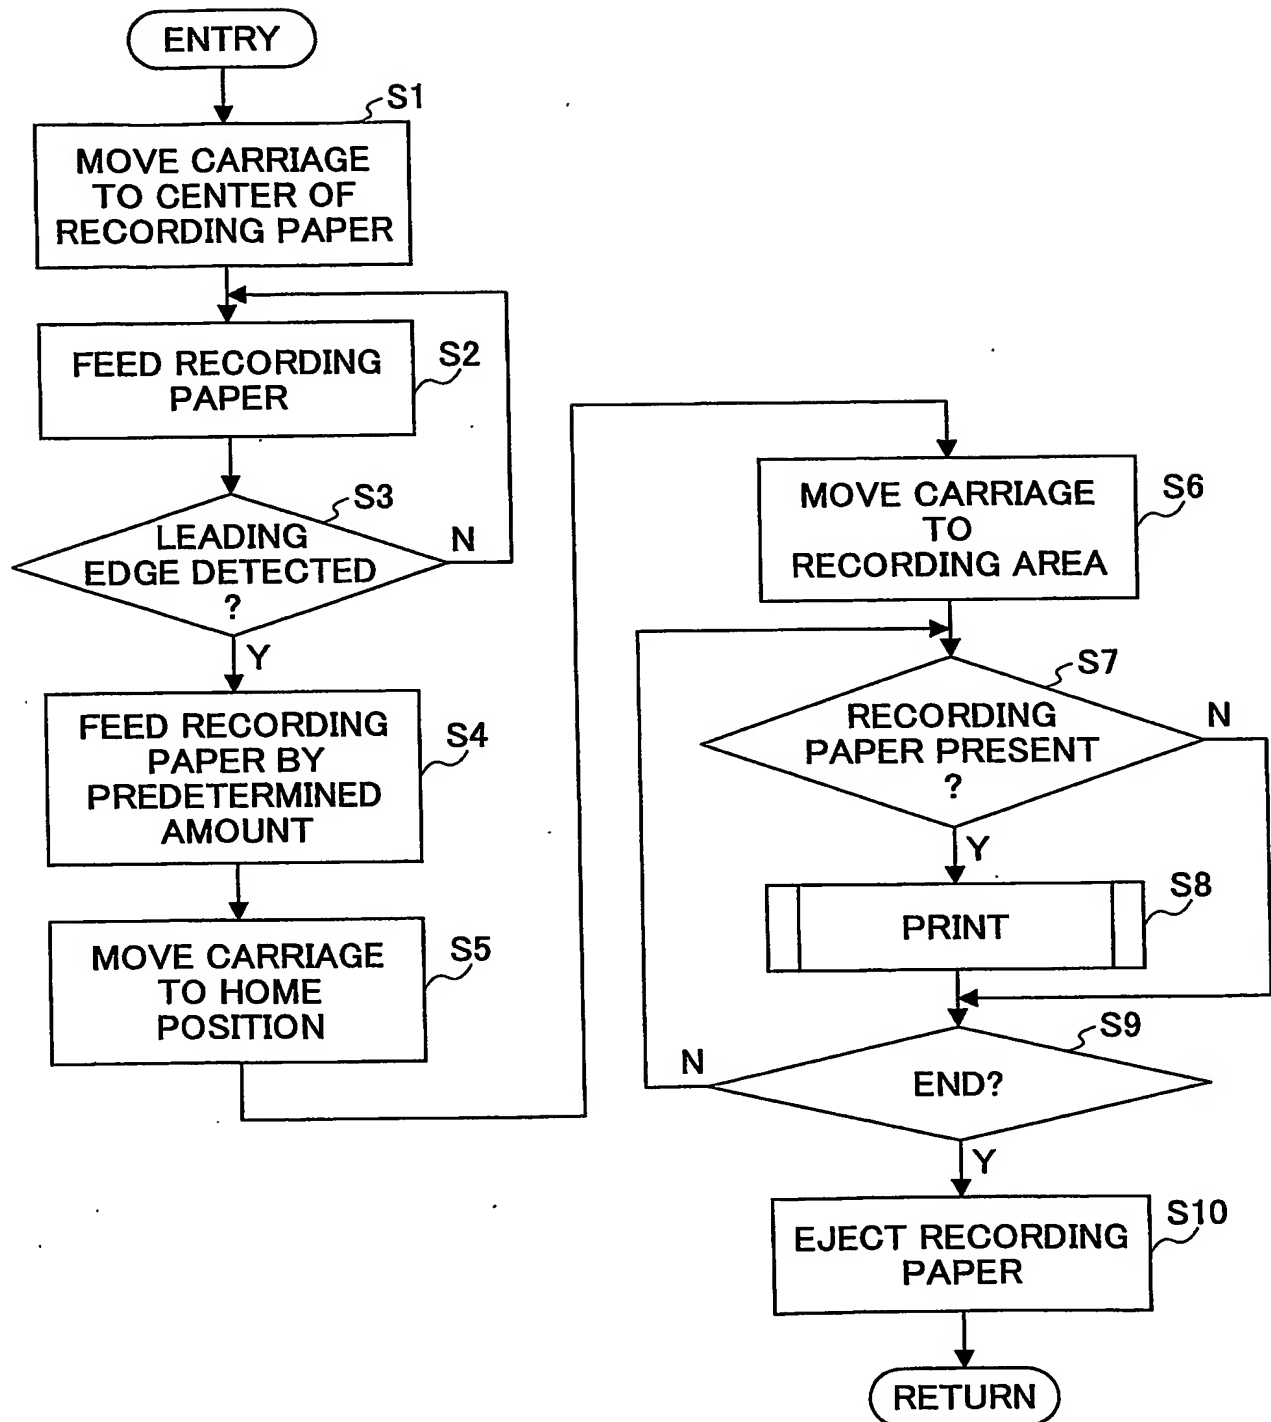 ENTRY
S1
MOVE CARRIAGE
TO CENTER OF
RECORDING PAPER
FEED RECORDING
PAPER
S2
S3
LEADING
EDGE DETECTED
?
N
Y
FEED RECORDING
PAPER BY
PREDETERMINED
AMOUNT
S4
MOVE CARRIAGE
TO HOME
POSITION
S5
MOVE CARRIAGE
TO
RECORDING AREA
S6
S7
RECORDING
PAPER PRESENT
?
N
Y
PRINT
S8
S9
END?
N
Y
EJECT RECORDING
PAPER
S10
RETURN